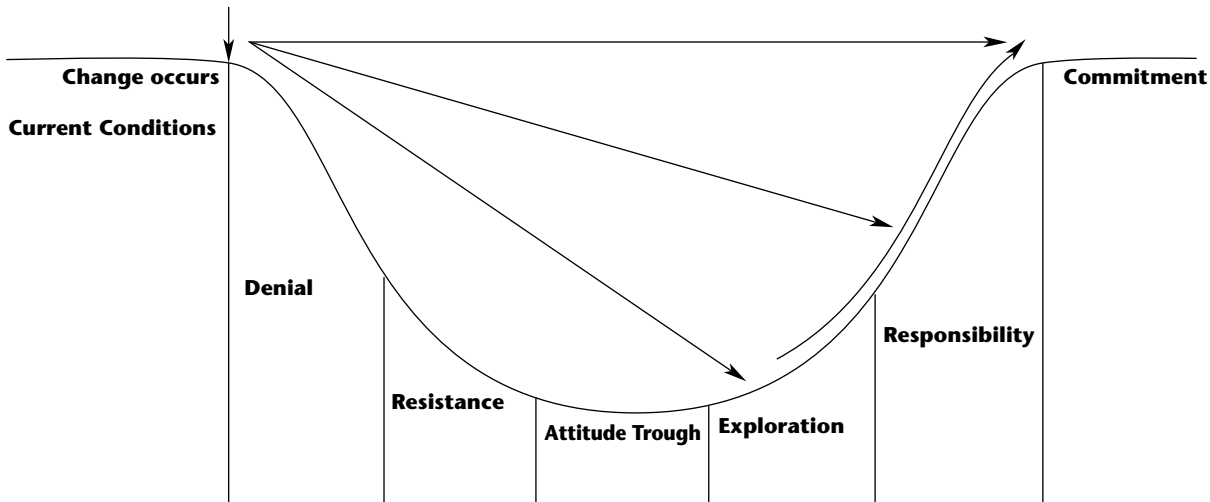 Change occurs
Commitment
Current Conditions
Denial
Responsibility
Resistance
Attitude Trough
Exploration